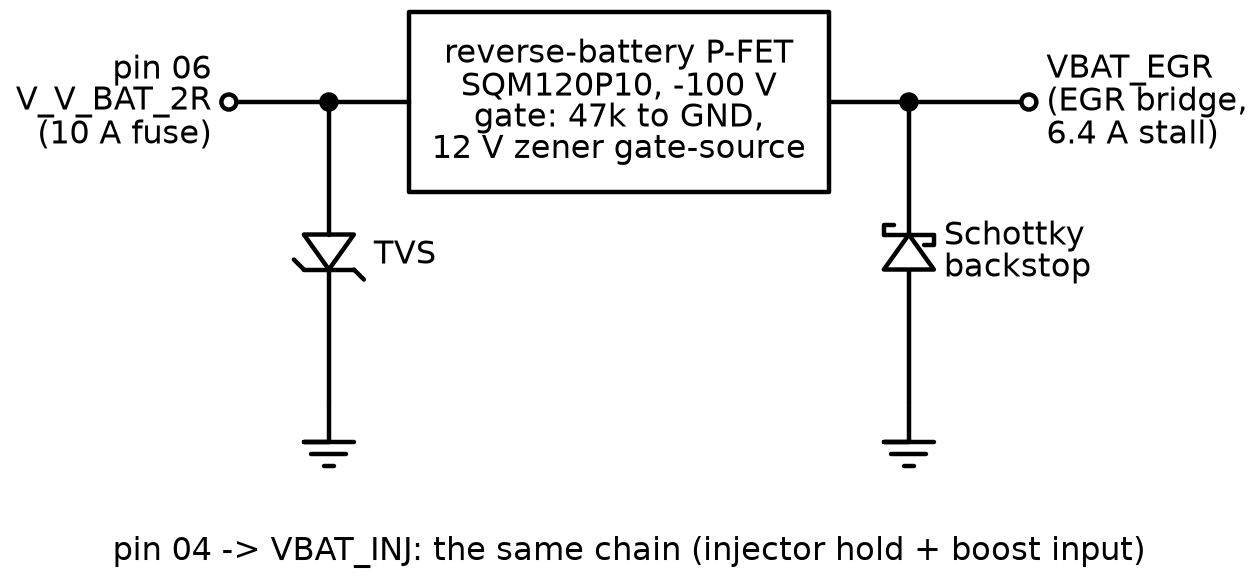 pin 06
V_V_BAT_2R
(10 A fuse)
reverse-battery P-FET
SQM120P10, -100 V
gate: 47k to GND,
12 V zener gate-source
VBAT_EGR
(EGR bridge,
6.4 A stall)
TVS
Schottky
backstop
pin 04 -> VBAT_INJ: the same chain (injector hold + boost input)